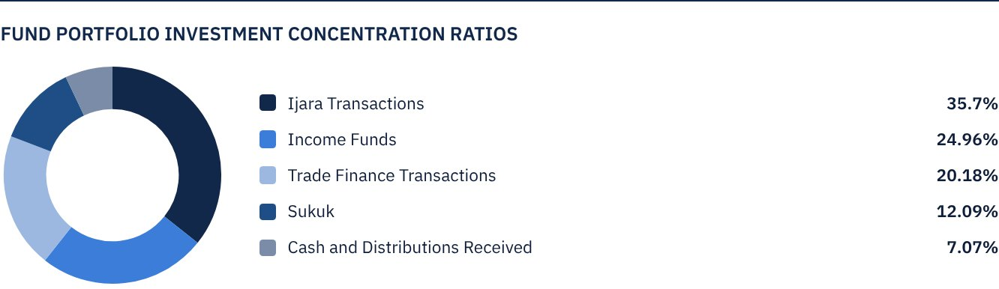 FUND PORTFOLIO INVESTMENT CONCENTRATION RATIOS
Ijara Transactions 35.7%
Income Funds 24.96%
Trade Finance Transactions 20.18%
Sukuk 12.09%
Cash and Distributions Received 7.07%